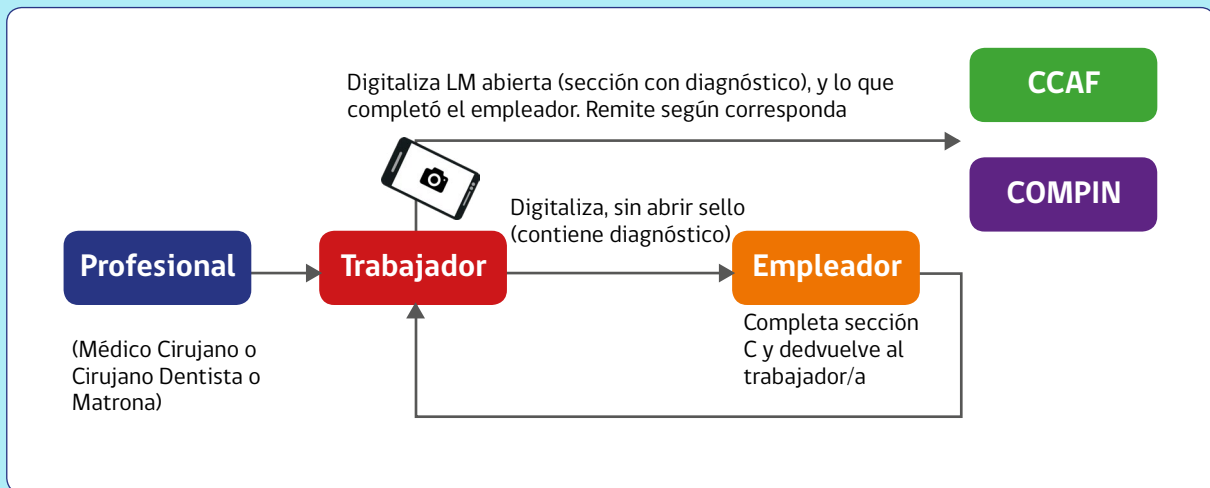 Digitaliza LM abierta (sección con diagnóstico), y lo que
completó el empleador. Remite según corresponda
CCAF
COMPIN
Digitaliza, sin abrir sello
(contiene diagnóstico)
Profesional
Trabajador
Empleador
(Médico Cirujano o
Cirujano Dentista o
Matrona)
Completa sección
C y dedvuelve al
trabajador/a